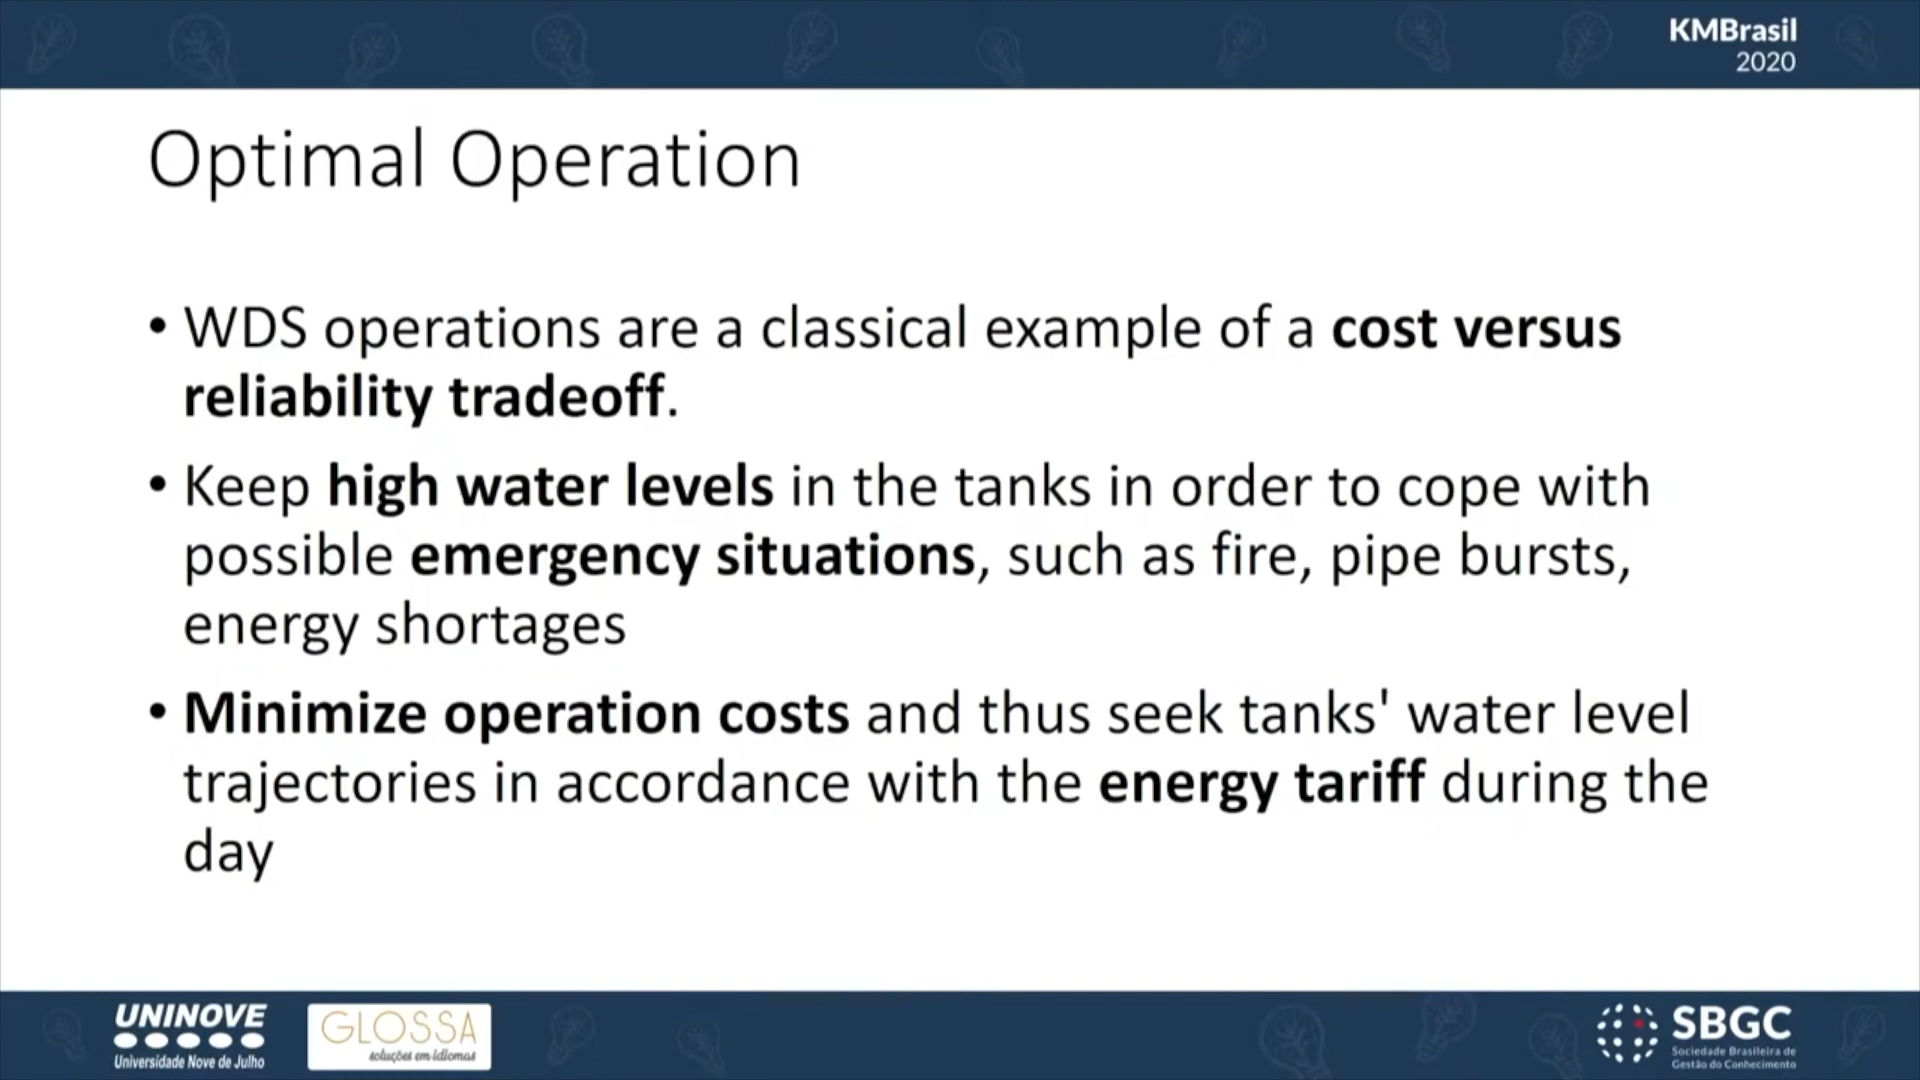 KMBrasil
2020
Optimal Operation
• WDS operations are a classical example of a cost versus
reliability tradeoff.
• Keep high water levels in the tanks in order to cope with
possible emergency situations, such as fire, pipe bursts,
energy shortages
• Minimize operation costs and thus seek tanks' water level
trajectories in accordance with the energy tariff during the
day
UNINOVE
Universidade Nove de Julho
GLOSSA
soluções em idiomas
SBGC
Sociedade Brasileira de
Gestão do Conhecimento